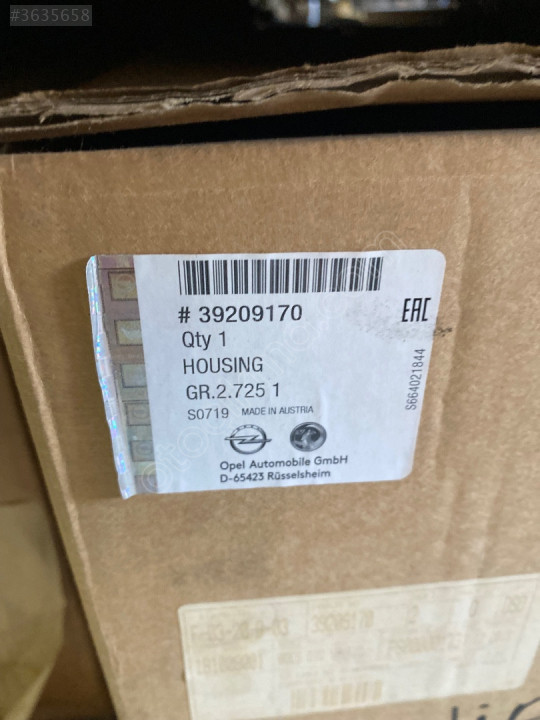 #3635658
# 39209170
EAC
Qty 1
HOUSING
GR.2.725 1
S0719 MADE IN AUSTRIA
Opel Automobile GmbH
D-65423 Rüsselsheim
S664021844
39209170